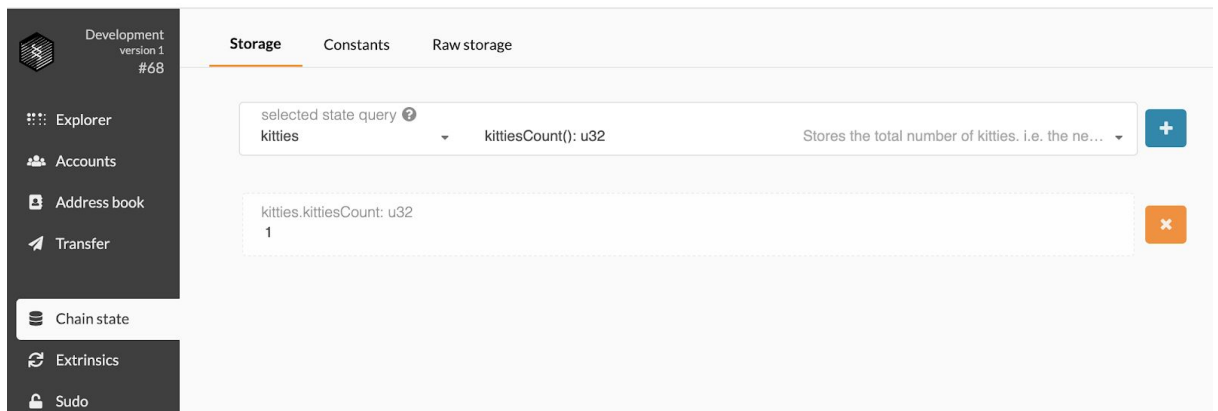 Development
version 1
#68
Explorer
Accounts
Address book
Transfer
Chain state
Extrinsics
Sudo
Storage Constants Raw storage
selected state query
kitties kittiesCount(): u32 Stores the total number of kitties. i.e. the ne…
kitties.kittiesCount: u32
1